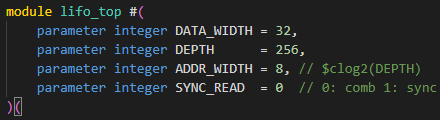 module lifo_top #(
    parameter integer DATA_WIDTH = 32,
    parameter integer DEPTH      = 256,
    parameter integer ADDR_WIDTH = 8, // $clog2(DEPTH)
    parameter integer SYNC_READ  = 0  // 0: comb 1: sync
)(